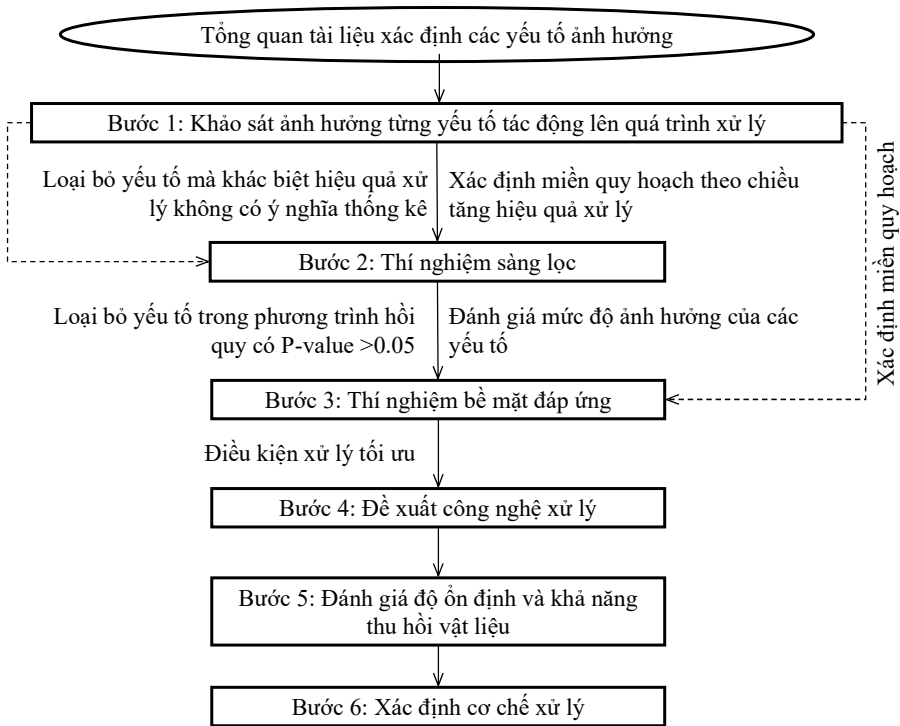 Tổng quan tài liệu xác định các yếu tố ảnh hưởng
Bước 1: Khảo sát ảnh hưởng từng yếu tố tác động lên quá trình xử lý
Loại bỏ yếu tố mà khác biệt hiệu quả xử
lý không có ý nghĩa thống kê
Xác định miền quy hoạch theo chiều
tăng hiệu quả xử lý
Xác định miền quy hoạch
Bước 2: Thí nghiệm sàng lọc
Loại bỏ yếu tố trong phương trình hồi
quy có P-value >0.05
Đánh giá mức độ ảnh hưởng của các
yếu tố
Bước 3: Thí nghiệm bề mặt đáp ứng
Điều kiện xử lý tối ưu
Bước 4: Đề xuất công nghệ xử lý
Bước 5: Đánh giá độ ổn định và khả năng
thu hồi vật liệu
Bước 6: Xác định cơ chế xử lý